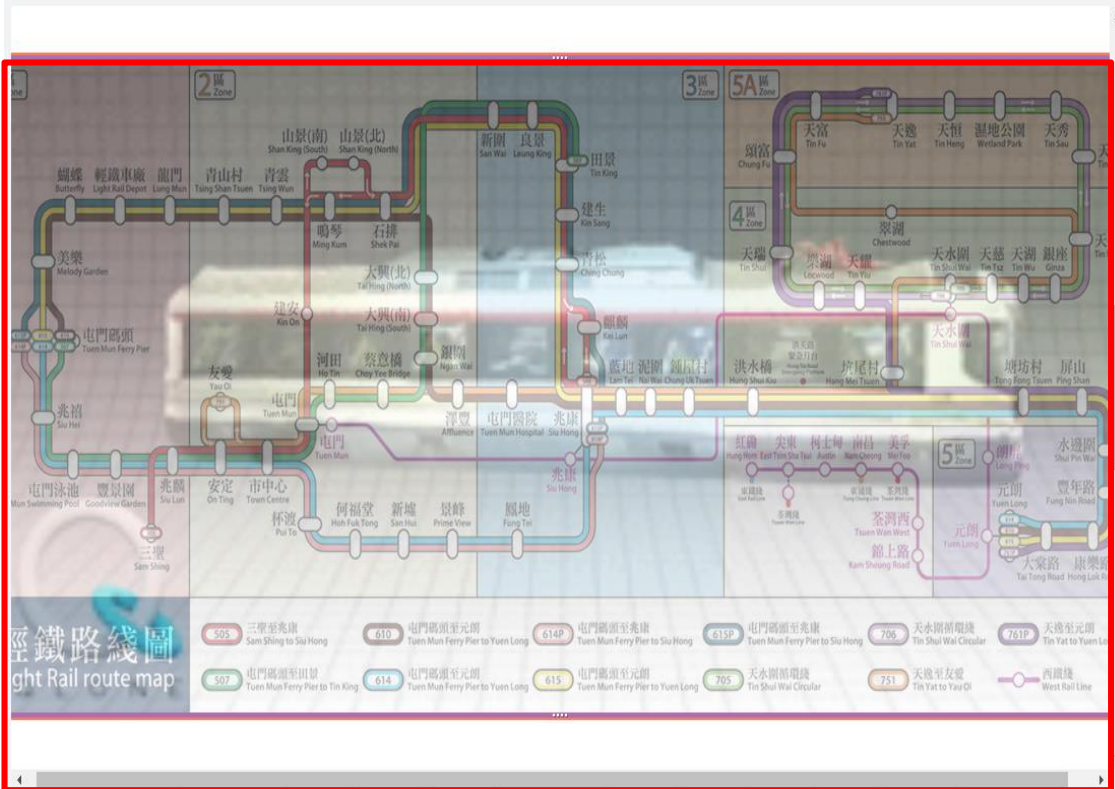 2區
Zone
3區
Zone
5A區
Zone
山景(南)
Shan King (South)
山景(北)
Shan King (North)
新圍
San Wai
良景
Leung King
田景
Tin King
天富
Tin Fu
天逸
Tin Yat
天恒
Tin Heng
濕地公園
Wetland Park
天秀
Tin Sau
頌富
Chung Fu
蝴蝶
Butterfly
輕鐵車廠
Light Rail Depot
龍門
Lung Mun
青山村
Tsing Shan Tsuen
青雲
Tsing Wun
鳴琴
Ming Kum
石排
Shek Pai
建生
Kin Sang
4區
Zone
翠湖
Chestwood
美樂
Melody Garden
大興(北)
Tai Hing (North)
青松
Ching Chung
天瑞
Tin Shui
樂湖
Locwood
天耀
Tin Yiu
天水圍
Tin Shui Wai
天慈
Tin Tsz
天湖
Tin Wu
銀座
Ginza
建安
Kin On
大興(南)
Tai Hing (South)
麒麟
Kei Lun
天水圍
Tin Shui Wai
屯門碼頭
Tuen Mun Ferry Pier
友愛
Yau Oi
河田
Ho Tin
蔡意橋
Choy Yee Bridge
銀圍
Ngan Wai
藍地
Lam Tei
泥圍
Nai Wai
鍾屋村
Chung Uk Tsuen
洪水橋
Hung Shui Kiu
洪天路
緊急月台
坑尾村
Hang Mei Tsuen
塘坊村
Tong Fong Tsuen
屏山
Ping Shan
屯門
Tuen Mun
兆禧
Siu Hei
澤豐
Affluence
屯門醫院
Tuen Mun Hospital
兆康
Siu Hong
屯門
Tuen Mun
兆康
Siu Hong
紅磡
Hung Hom
尖東
East Tsim Sha Tsui
柯士甸
Austin
南昌
Nam Cheong
美孚
Mei Foo
5區
Zone
朗屏
Long Ping
水邊圍
Shui Pin Wai
東鐵綫
東涌綫
荃灣綫
荃灣綫
屯門泳池
Mun Swimming Pool
豐景園
Goodview Garden
兆麟
Siu Lun
安定
On Ting
市中心
Town Centre
元朗
Yuen Long
豐年路
Fung Nin Road
杯渡
Pui To
何福堂
Hoh Fuk Tong
新墟
San Hui
景峰
Prime View
鳳地
Fung Tei
荃灣西
Tsuen Wan West
元朗
Yuen Long
三聖
Sam Shing
錦上路
Kam Sheung Road
大棠路
Tai Tong Road
康樂路
Hong Lok R
輕鐵路綫圖
ght Rail route map
505 三聖至兆康
Sam Shing to Siu Hong
610 屯門碼頭至元朗
Tuen Mun Ferry Pier to Yuen Long
614P 屯門碼頭至兆康
Tuen Mun Ferry Pier to Siu Hong
615P 屯門碼頭至兆康
Tuen Mun Ferry Pier to Siu Hong
706 天水圍循環綫
Tin Shui Wai Circular
761P 天逸至元朗
Tin Yat to Yuen Lo
507 屯門碼頭至田景
Tuen Mun Ferry Pier to Tin King
614 屯門碼頭至元朗
Tuen Mun Ferry Pier to Yuen Long
615 屯門碼頭至元朗
Tuen Mun Ferry Pier to Yuen Long
705 天水圍循環綫
Tin Shui Wai Circular
751 天逸至友愛
Tin Yat to Yau Oi
西鐵綫
West Rail Line